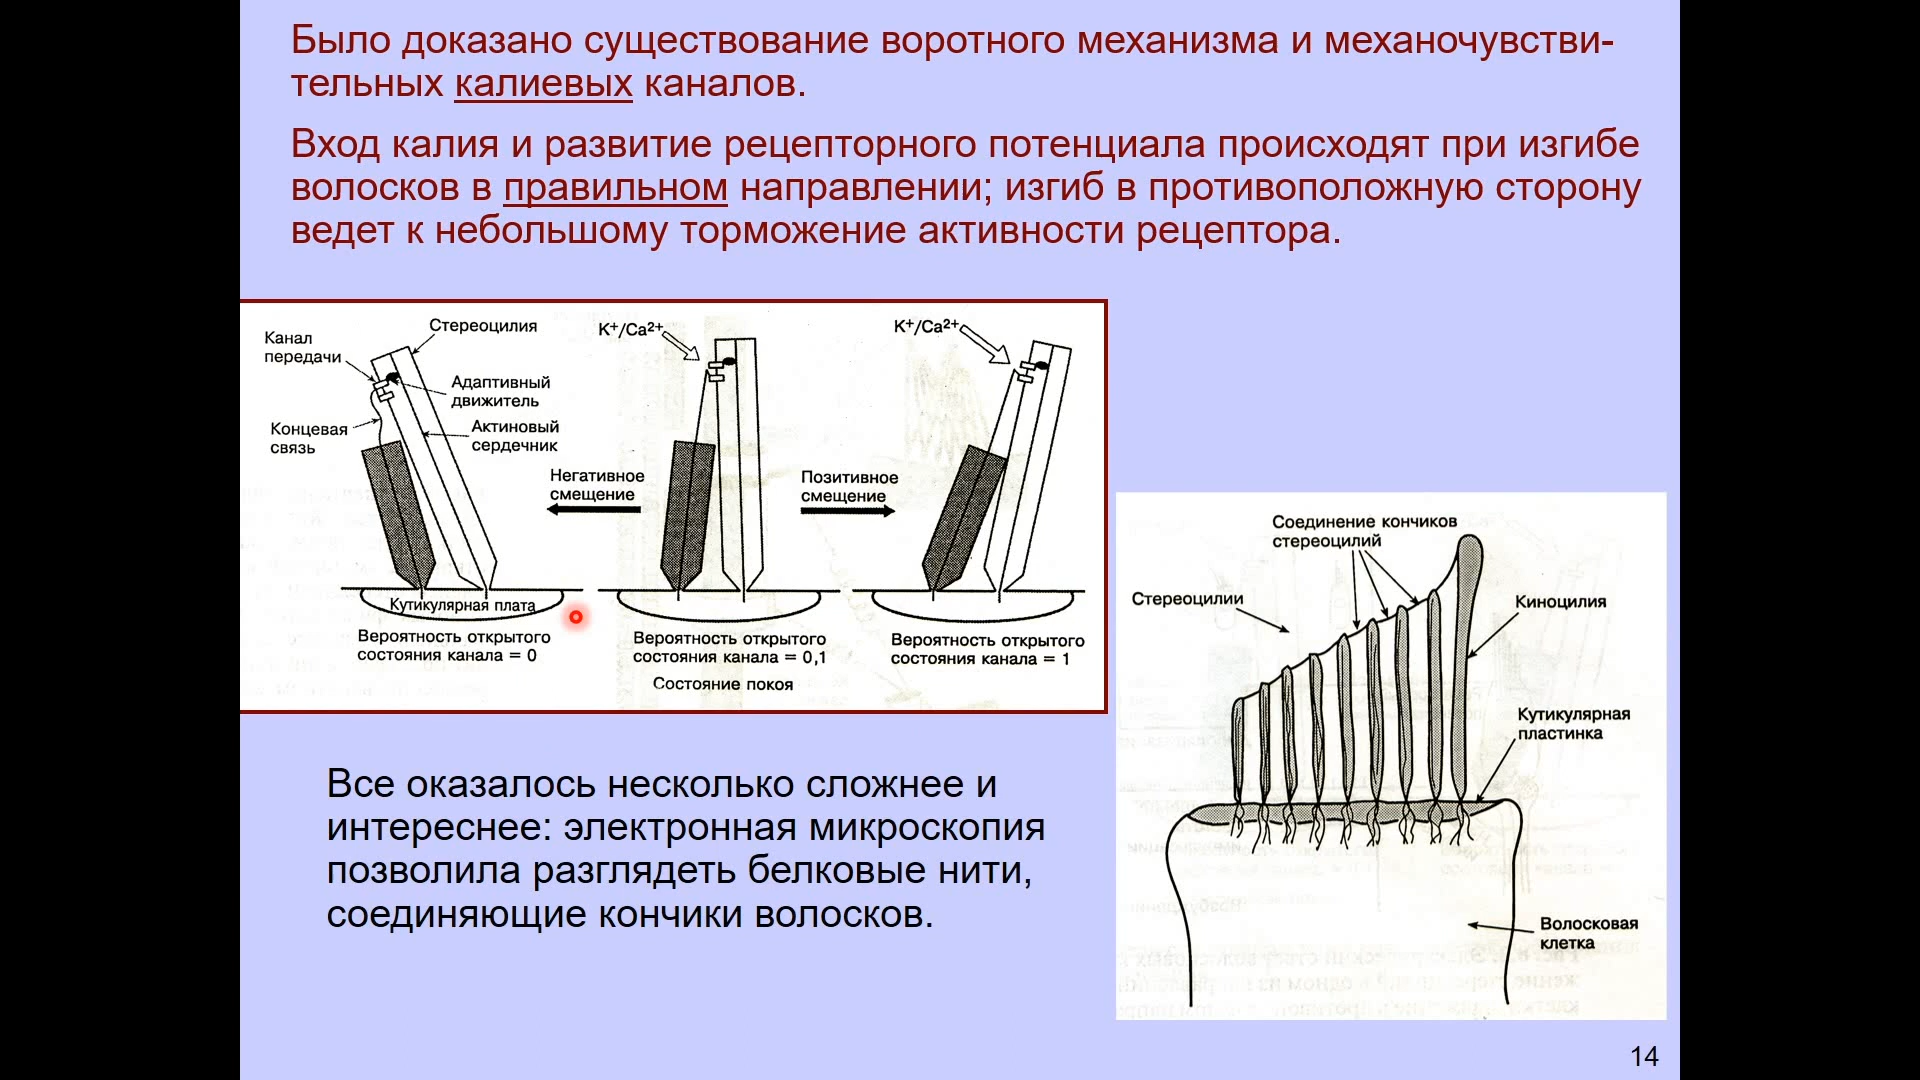 Было доказано существование воротного механизма и механочувстви-
тельных калиевых каналов.
Вход калия и развитие рецепторного потенциала происходят при изгибе
волосков в правильном направлении; изгиб в противоположную сторону
ведет к небольшому торможение активности рецептора.
Канал
передачи
Стереоцилия
Адаптивный
движитель
Актиновый
сердечник
Концевая
связь
Кутикулярная плата
Вероятность открытого
состояния канала = 0
Негативное
смещение
K⁺/Ca²⁺
Вероятность открытого
состояния канала = 0,1
Состояние покоя
Позитивное
смещение
K⁺/Ca²⁺
Вероятность открытого
состояния канала = 1
Соединение кончиков
стереоцилий
Стереоцилии
Киноцилия
Кутикулярная
пластинка
Волосковая
клетка
Все оказалось несколько сложнее и
интереснее: электронная микроскопия
позволила разглядеть белковые нити,
соединяющие кончики волосков.
14